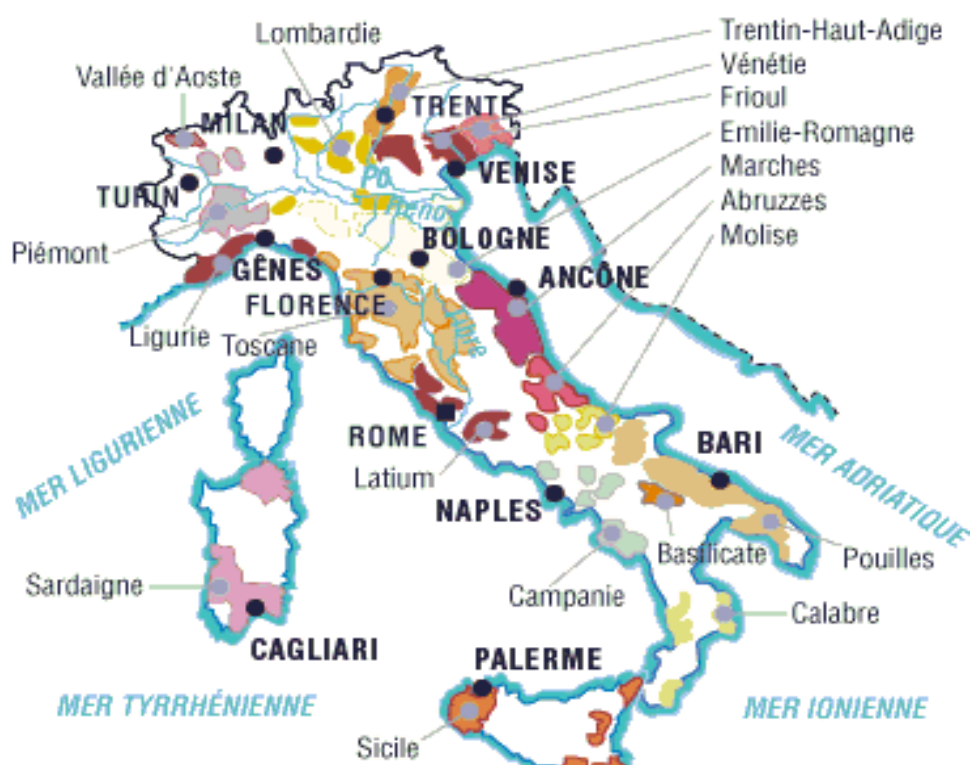 Lombardie
Trentin-Haut-Adige
Vallée d'Aoste
Vénétie
Frioul
TRENTE
MILAN
Emilie-Romagne
Marches
PÔ
VENISE
TURIN
Abruzzes
Reno
Molise
BOLOGNE
Piémont
GÊNES
ANCÔNE
FLORENCE
Ligurie
Toscane
Tibre
MER LIGURIENNE
ROME
BARI
MER ADRIATIQUE
Latium
NAPLES
Basilicate
Pouilles
Sardaigne
Campanie
Calabre
CAGLIARI
PALERME
MER TYRRHÉNIENNE
MER IONIENNE
Sicile